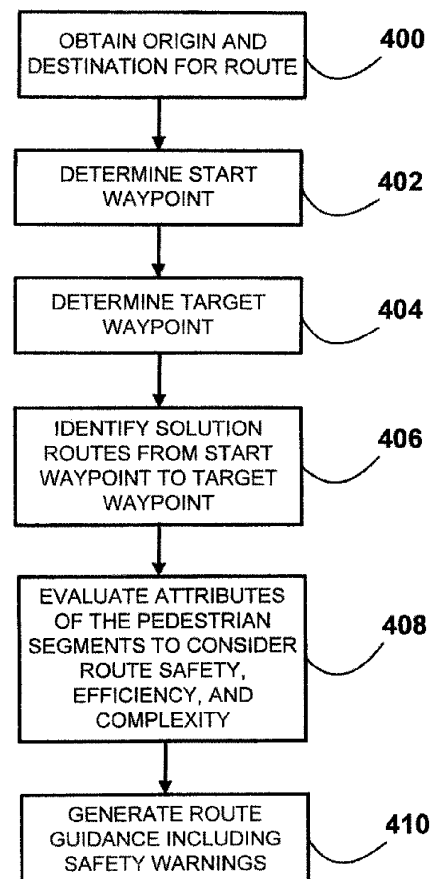 OBTAIN ORIGIN AND
DESTINATION FOR ROUTE
400
DETERMINE START
WAYPOINT
402
DETERMINE TARGET
WAYPOINT
404
IDENTIFY SOLUTION
ROUTES FROM START
WAYPOINT TO TARGET
WAYPOINT
406
EVALUATE ATTRIBUTES
OF THE PEDESTRIAN
SEGMENTS TO CONSIDER
ROUTE SAFETY,
EFFICIENCY, AND
COMPLEXITY
408
GENERATE ROUTE
GUIDANCE INCLUDING
SAFETY WARNINGS
410